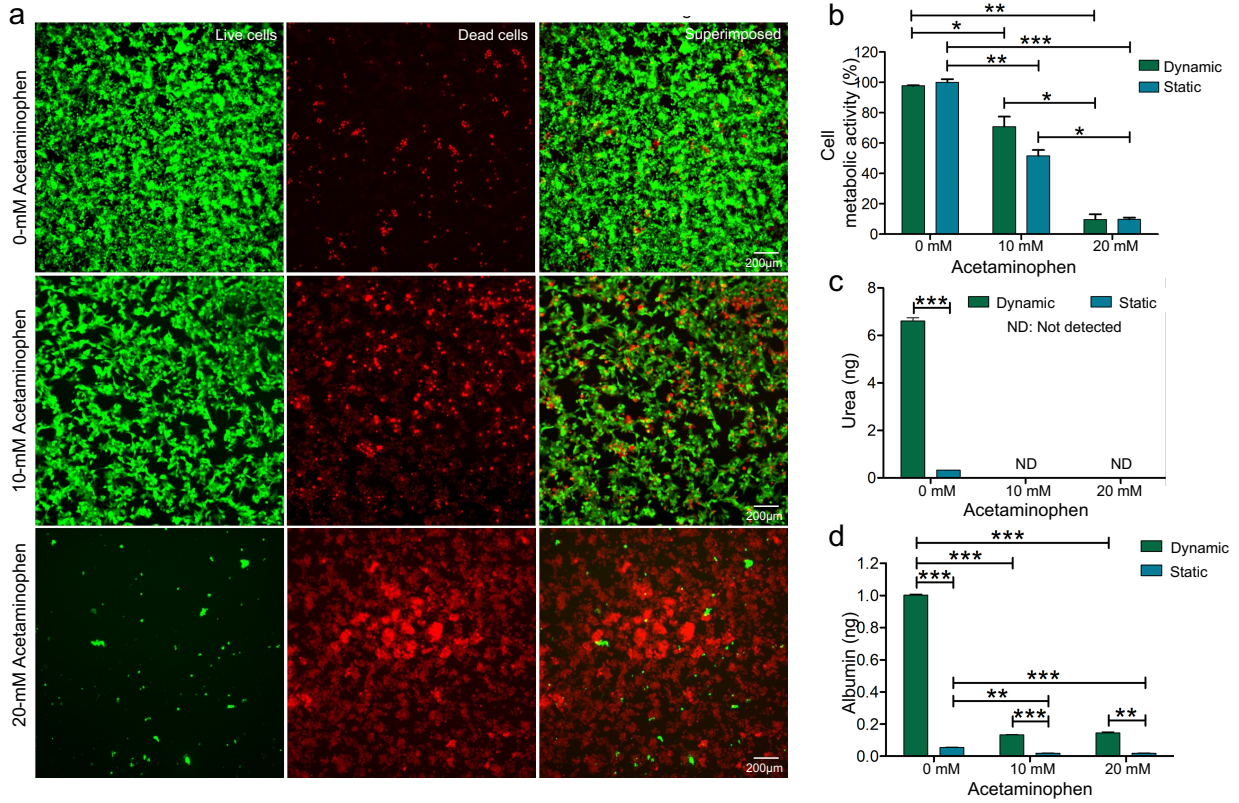 a
Live cells
Dead cells
Superimposed
0-mM Acetaminophen
200µm
10-mM Acetaminophen
200µm
20-mM Acetaminophen
200µm
b
**
*
***
**
*
*
Dynamic
Static
Cell
metabolic activity (%)
120
100
80
60
40
20
0
0 mM
10 mM
20 mM
Acetaminophen
c
Dynamic
Static
***
ND: Not detected
Urea (ng)
8
6
4
2
0
ND
ND
0 mM
10 mM
20 mM
Acetaminophen
d
***
***
***
***
**
***
**
Dynamic
Static
Albumin (ng)
1.2
1.0
0.8
0.6
0.4
0.2
0.0
0 mM
10 mM
20 mM
Acetaminophen